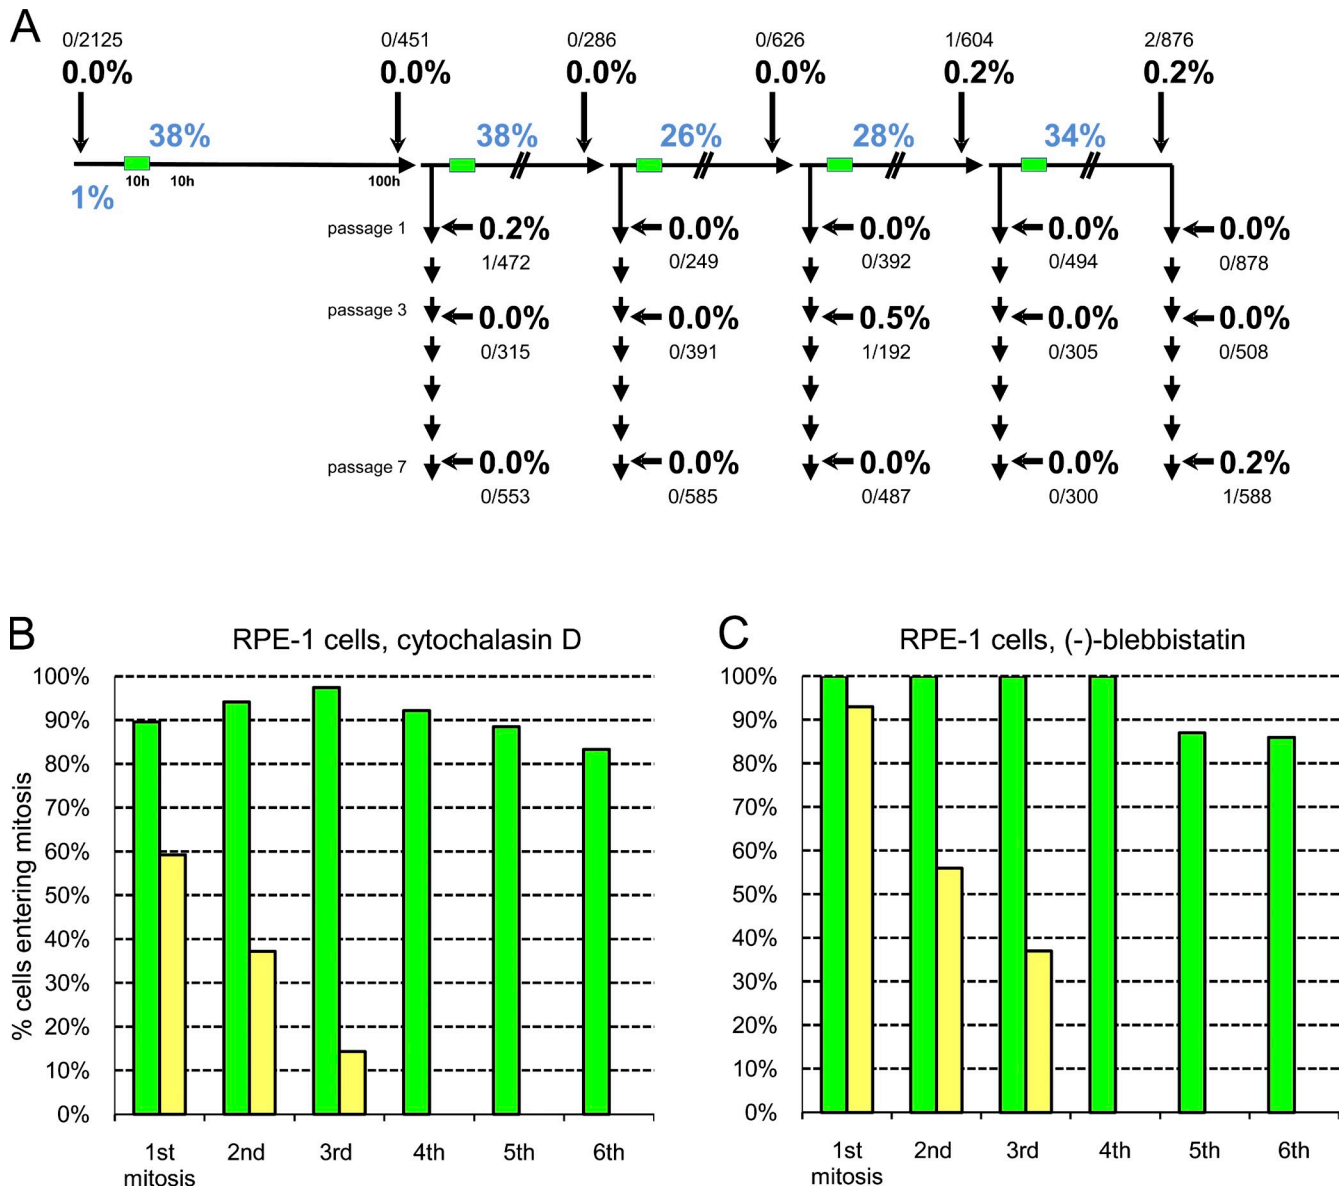 A
0/2125 0/451 0/286 0/626 1/604 2/876
0.0% 0.0% 0.0% 0.0% 0.2% 0.2%
38% 38% 26% 28% 34%
10h 10h 100h
1%
passage 1 0.2% 0.0% 0.0% 0.0% 0.0%
1/472 0/249 0/392 0/494 0/878
passage 3 0.0% 0.0% 0.5% 0.0% 0.0%
0/315 0/391 1/192 0/305 0/508
passage 7 0.0% 0.0% 0.0% 0.0% 0.2%
0/553 0/585 0/487 0/300 1/588
B
RPE-1 cells, cytochalasin D
% cells entering mitosis
100%
90%
80%
70%
60%
50%
40%
30%
20%
10%
0%
1st mitosis 2nd 3rd 4th 5th 6th
C
RPE-1 cells, (-)-blebbistatin
100%
90%
80%
70%
60%
50%
40%
30%
20%
10%
0%
1st mitosis 2nd 3rd 4th 5th 6th